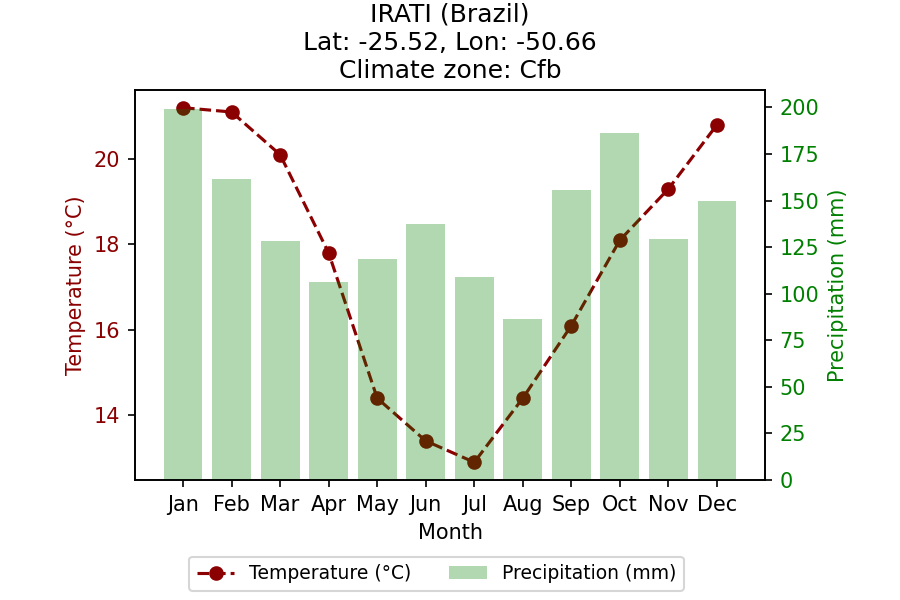 IRATI (Brazil)
Lat: -25.52, Lon: -50.66
Climate zone: Cfb
Temperature (°C)
20
18
16
14
200
175
150
125
100
75
50
25
0
Precipitation (mm)
Jan Feb Mar Apr May Jun Jul Aug Sep Oct Nov Dec
Month
Temperature (°C) Precipitation (mm)